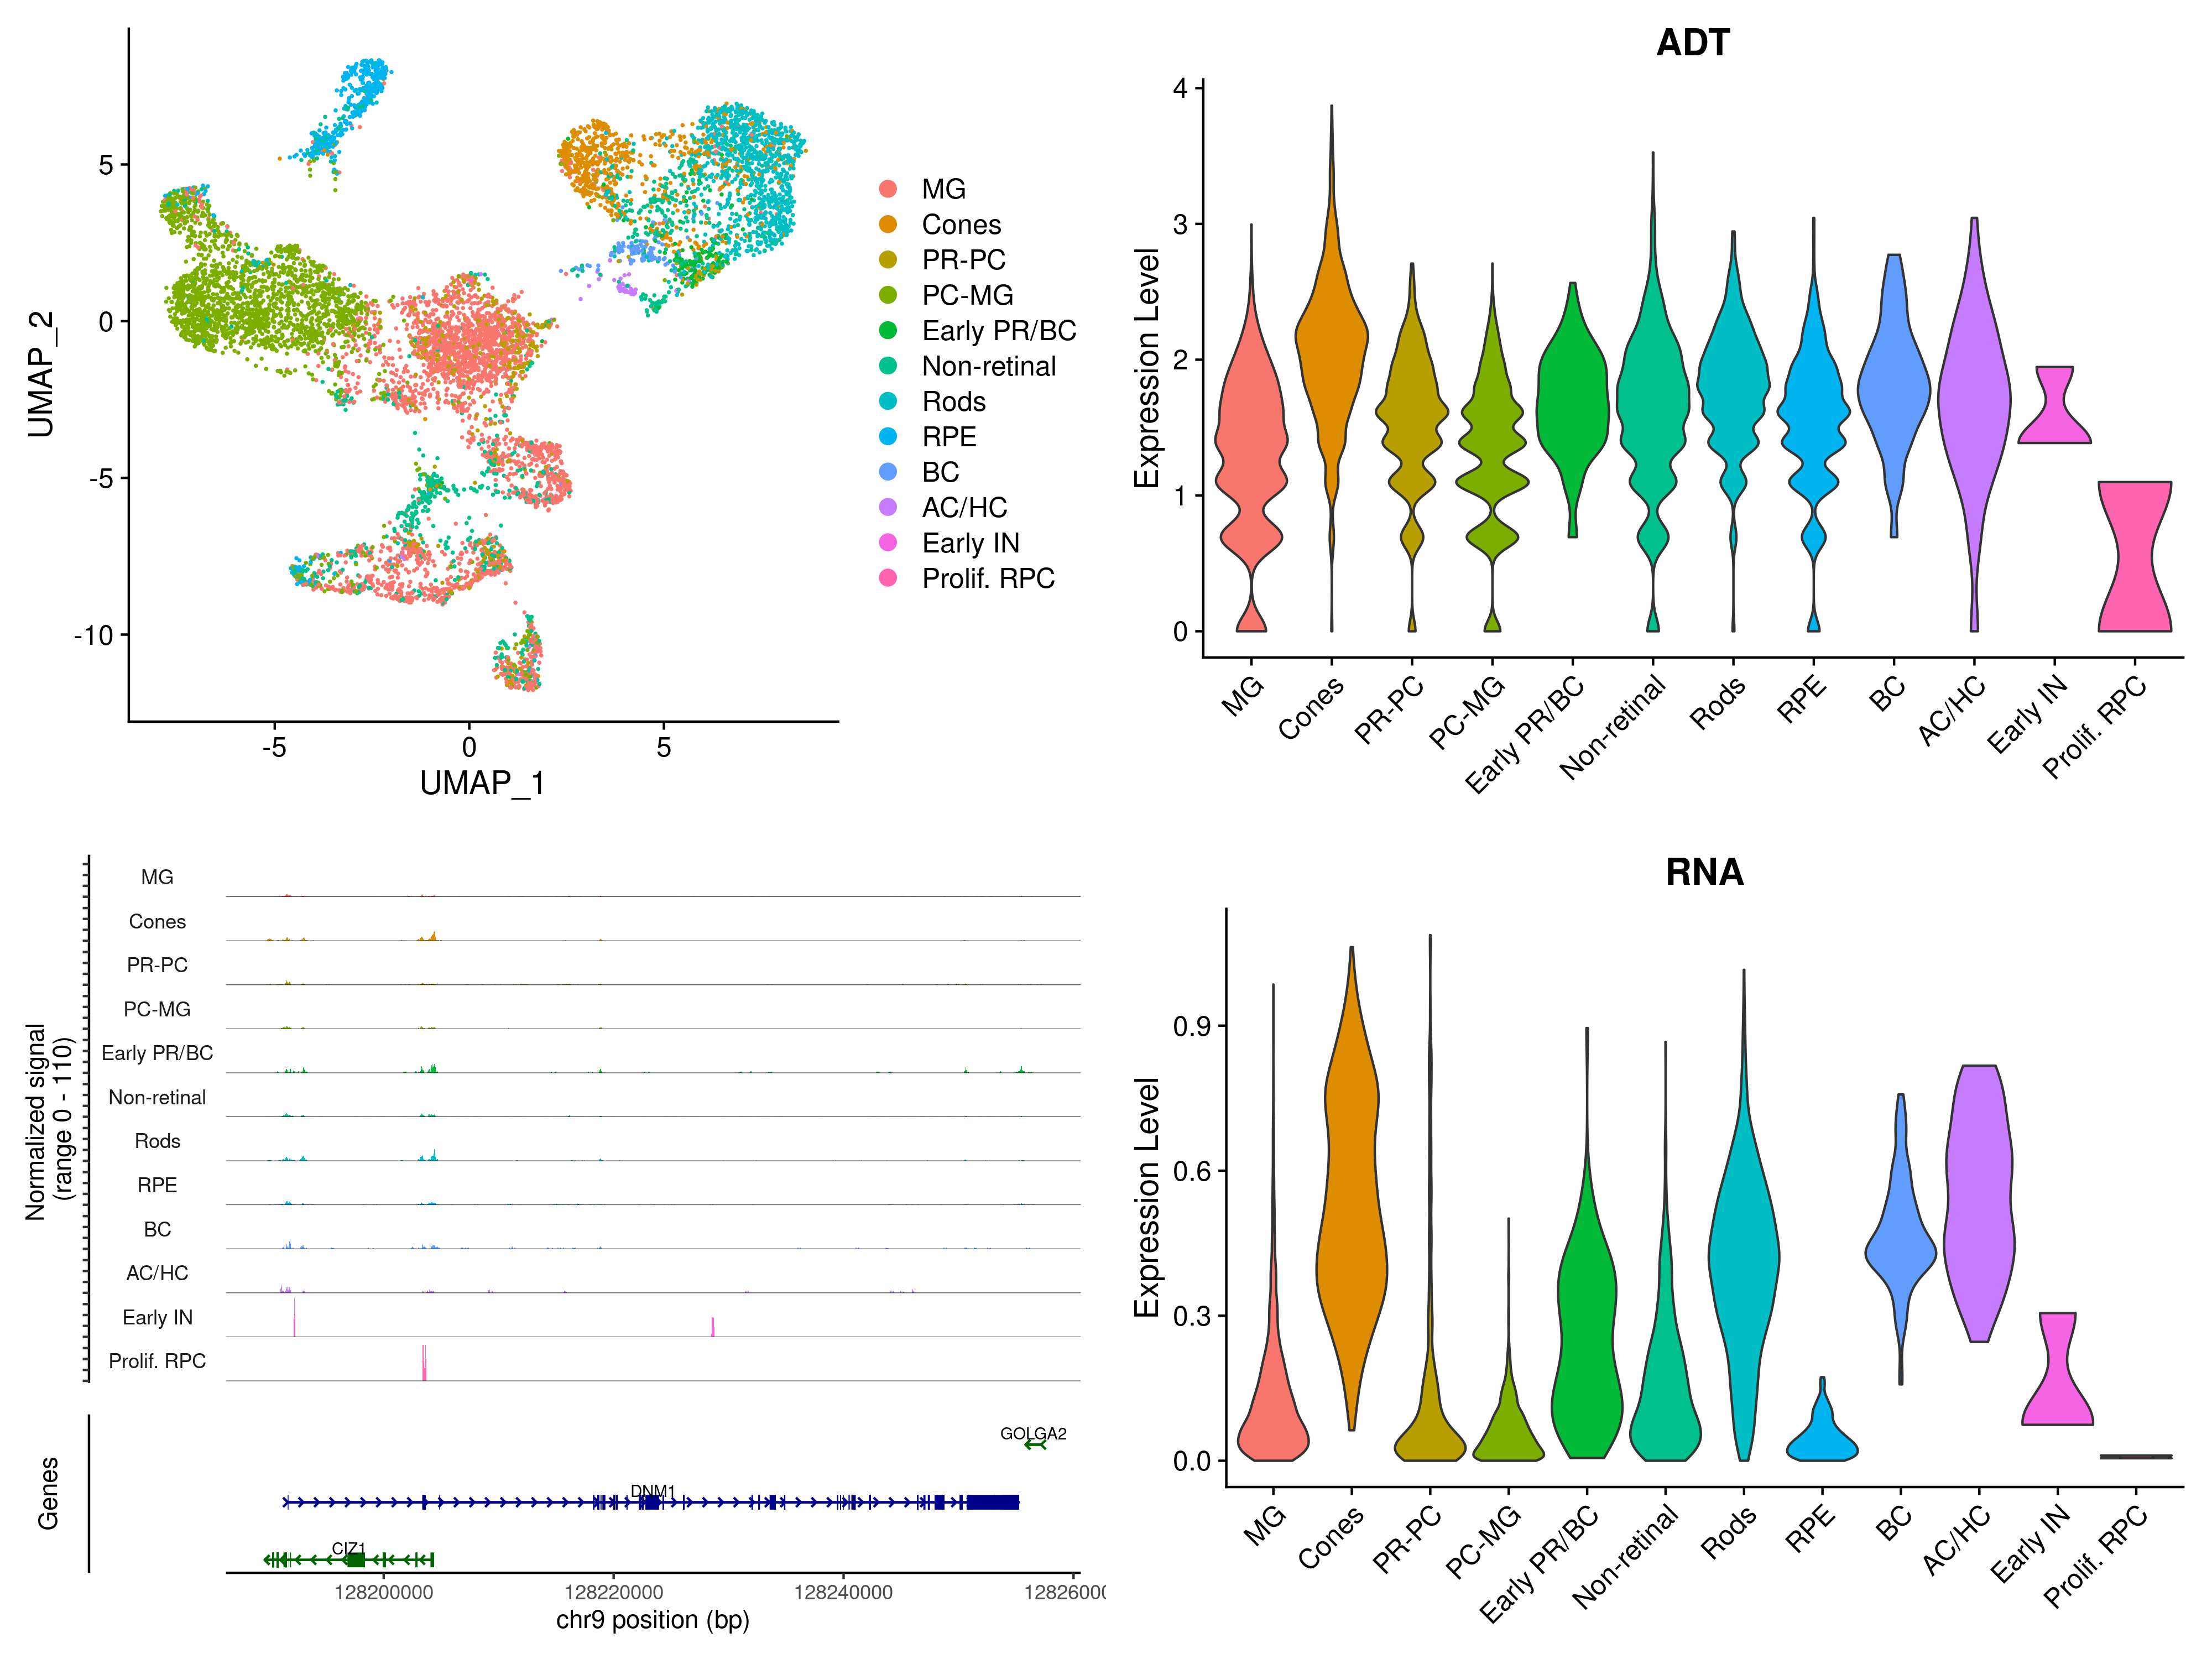 ADT
UMAP_2
5
0
-5
-10
-5
0
5
UMAP_1
MG
Cones
PR-PC
PC-MG
Early PR/BC
Non-retinal
Rods
RPE
BC
AC/HC
Early IN
Prolif. RPC
Expression Level
4
3
2
1
0
MG
Cones
PR-PC
PC-MG
Early PR/BC
Non-retinal
Rods
RPE
BC
AC/HC
Early IN
Prolif. RPC
Normalized signal
(range 0 - 110)
MG
Cones
PR-PC
PC-MG
Early PR/BC
Non-retinal
Rods
RPE
BC
AC/HC
Early IN
Prolif. RPC
Genes
GOLGA2
DNM1
CIZ1
128200000
128220000
128240000
12826000
chr9 position (bp)
RNA
Expression Level
0.9
0.6
0.3
0.0
MG
Cones
PR-PC
PC-MG
Early PR/BC
Non-retinal
Rods
RPE
BC
AC/HC
Early IN
Prolif. RPC